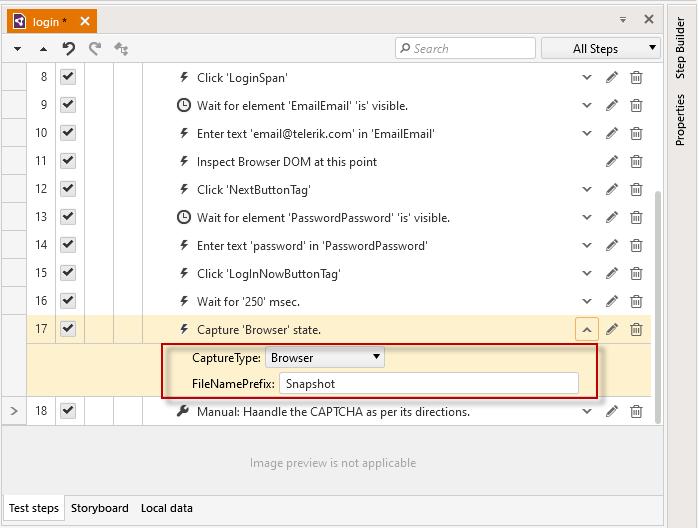 login *
Search
All Steps
8 Click 'LoginSpan'
9 Wait for element 'EmailEmail' 'is' visible.
10 Enter text 'email@telerik.com' in 'EmailEmail'
11 Inspect Browser DOM at this point
12 Click 'NextButtonTag'
13 Wait for element 'PasswordPassword' 'is' visible.
14 Enter text 'password' in 'PasswordPassword'
15 Click 'LogInNowButtonTag'
16 Wait for '250' msec.
17 Capture 'Browser' state.
CaptureType: Browser
FileNamePrefix: Snapshot
18 Manual: Haandle the CAPTCHA as per its directions.
Image preview is not applicable
Test steps Storyboard Local data
Step Builder
Properties